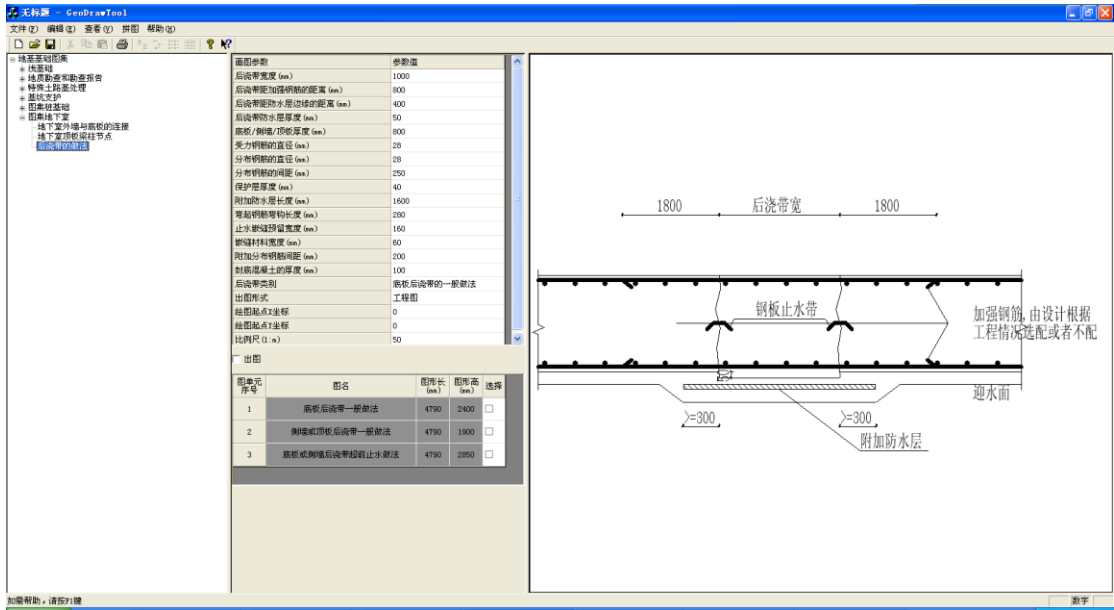 无标题 - GeoDrawTool
文件(F) 编辑(E) 查看(V) 拼图 帮助(H)
地基基础图集
浅基础
地质勘查和勘查报告
特殊土路基处理
基坑支护
图集桩基础
图集地下室
地下室外墙与底板的连接
地下室顶板梁柱节点
后浇带的做法
画图参数 参数值
后浇带宽度(mm) 1000
后浇带距加强钢筋的距离(mm) 800
后浇带距防水层边缘的距离(mm) 400
后浇带防水层厚度(mm) 50
底板/侧墙/顶板厚度(mm) 800
受力钢筋的直径(mm) 28
分布钢筋的直径(mm) 28
分布钢筋的间距(mm) 250
保护层厚度(mm) 40
附加防水层长度(mm) 1600
弯起钢筋弯钩长度(mm) 280
止水嵌缝预留宽度(mm) 160
嵌缝材料宽度(mm) 60
附加分布钢筋间距(mm) 200
封底混凝土的厚度(mm) 100
后浇带类别 底板后浇带的一般做法
出图形式 工程图
绘图起点X坐标 0
绘图起点Y坐标 0
比例尺(1:n) 50
出图
图单元序号 图名 图形长(mm) 图形高(mm) 选择
1 底板后浇带一般做法 4790 2400
2 侧墙或顶板后浇带一般做法 4790 1900
3 底板或侧墙后浇带超前止水做法 4790 2850
1800 后浇带宽 1800
钢板止水带
加强钢筋,由设计根据
工程情况选配或者不配
50
迎水面
>=300 >=300
附加防水层
如需帮助,请按F1键 数字